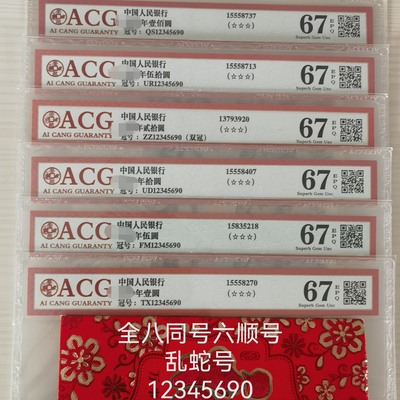 ACG
AI CANG GUARANTY
中国人民银行
年壹佰圆
冠号: QS12345690
15558737
(☆☆☆)
67 EPQ
Superb Gem Unc
ACG
AI CANG GUARANTY
中国人民银行
年伍拾圆
冠号: URI2345690
15558713
(☆☆☆)
67 EPQ
Superb Gem Unc
ACG
AI CANG GUARANTY
中国人民银行
年贰拾圆
冠号: ZZ12345690 (双冠)
13793920
(☆☆☆)
67 EPQ
Superb Gem Unc
ACG
AI CANG GUARANTY
中国人民银行
年拾圆
冠号: UD12345690
15558407
(☆☆☆)
67 EPQ
Superb Gem Unc
ACG
AI CANG GUARANTY
中国人民银行
年伍圆
冠号: FM12345690
15835218
(☆☆☆)
67 EPQ
Superb Gem Unc
ACG
AI CANG GUARANTY
中国人民银行
年壹圆
冠号: TX12345690
15558270
(☆☆☆)
67 EPQ
Superb Gem Unc
全八同号六顺号
乱蛇号
12345690